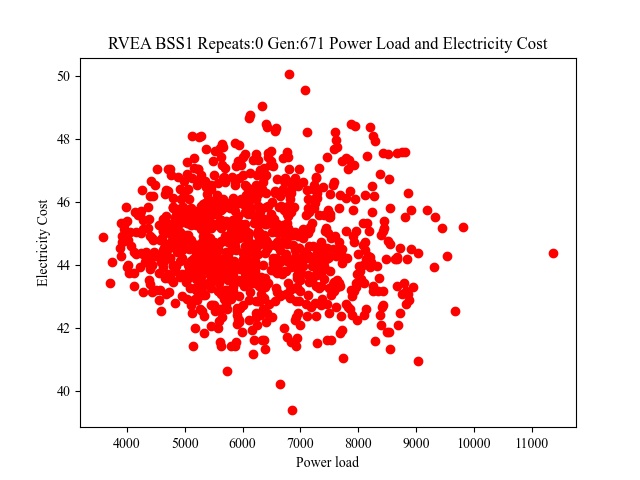 RVEA BSS1 Repeats:0 Gen:671 Power Load and Electricity Cost
50
48
46
44
42
40
Electricity Cost
4000 5000 6000 7000 8000 9000 10000 11000
Power load